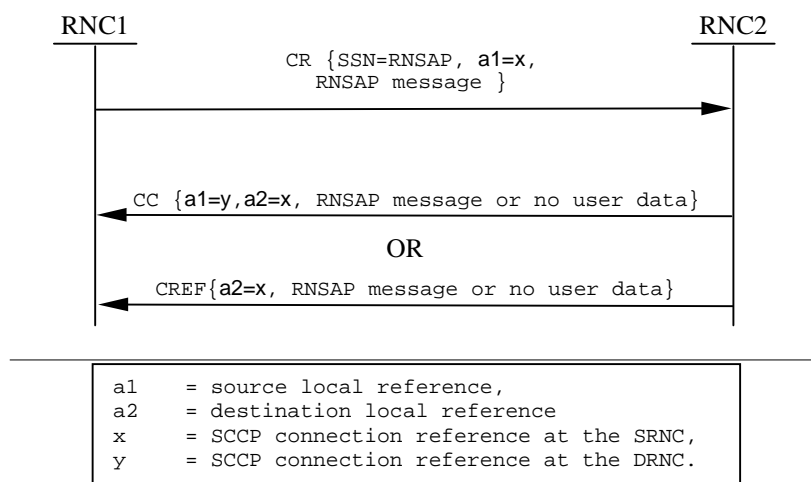 RNC1
RNC2
CR {SSN=RNSAP, a1=x,
RNSAP message }
CC {a1=y,a2=x, RNSAP message or no user data}
OR
CREF{a2=x, RNSAP message or no user data}
a1 = source local reference,
a2 = destination local reference
x = SCCP connection reference at the SRNC,
y = SCCP connection reference at the DRNC.